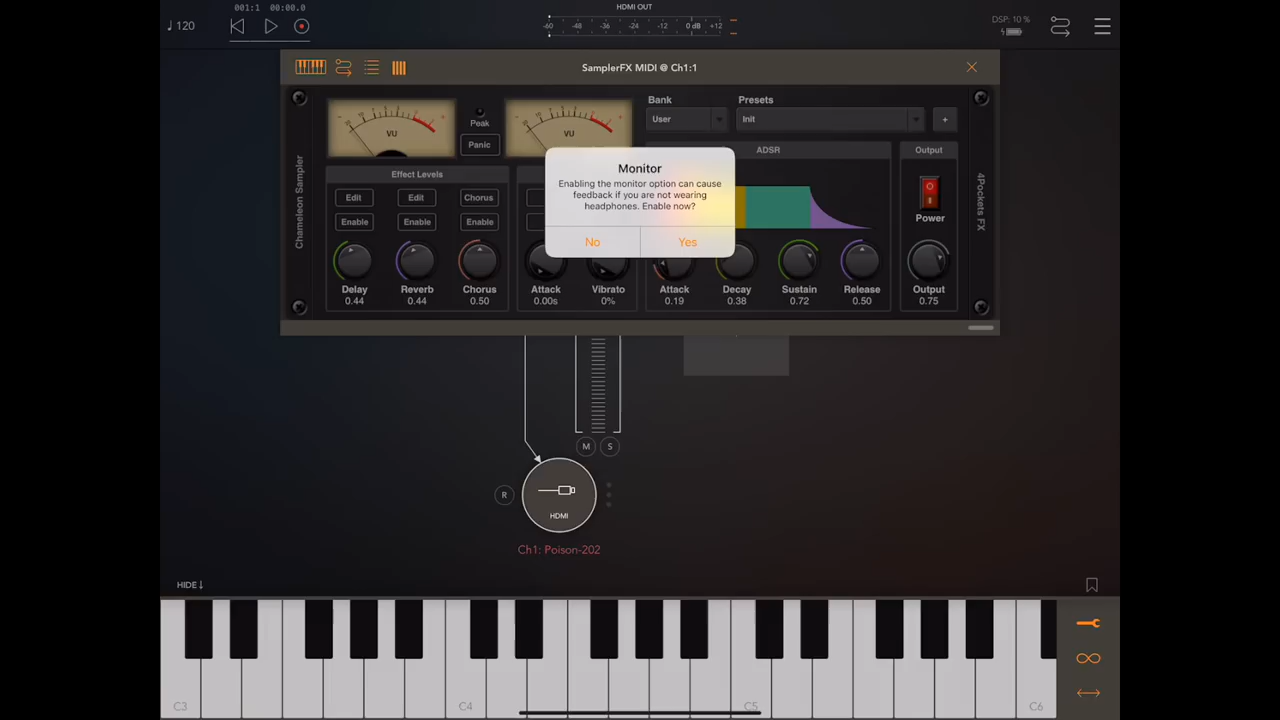 001:1 00:00.0
♩120
HDMI OUT
-60 -48 -36 -24 -12 0 dB +12
DSP: 10 %
SamplerFX MIDI @ Ch1:1
Chameleon Sampler
VU
Peak
Panic
VU
Bank
User
Presets
Init
+
Effect Levels
Edit Edit Chorus
Enable Enable Enable
Delay Reverb Chorus
0.44 0.44 0.50
Attack Vibrato
0.00s 0%
ADSR
Attack Decay Sustain Release
0.19 0.38 0.72 0.50
Output
Power
Output
0.75
4Pockets FX
Monitor
Enabling the monitor option can cause
feedback if you are not wearing
headphones. Enable now?
No Yes
M S
R
HDMI
Ch1: Poison-202
HIDE↓
C3 C4 C5 C6